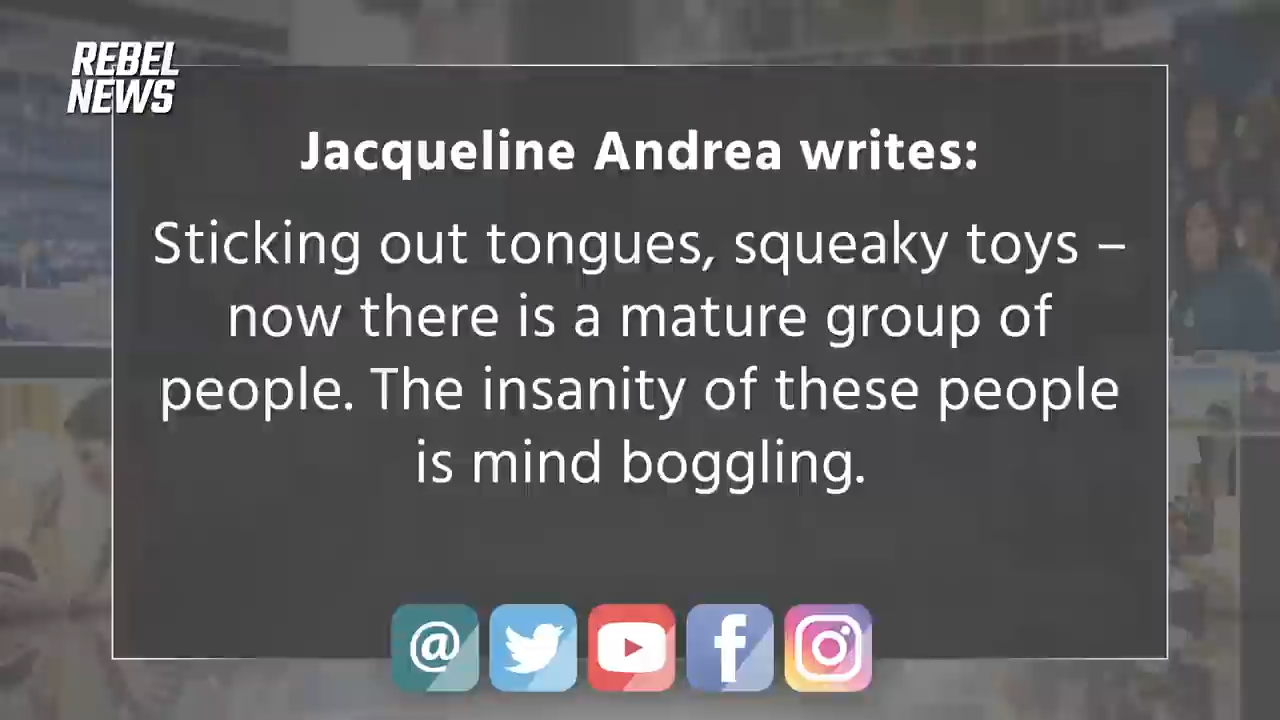 REBEL
NEWS
Jacqueline Andrea writes:
Sticking out tongues, squeaky toys –
now there is a mature group of
people. The insanity of these people
is mind boggling.